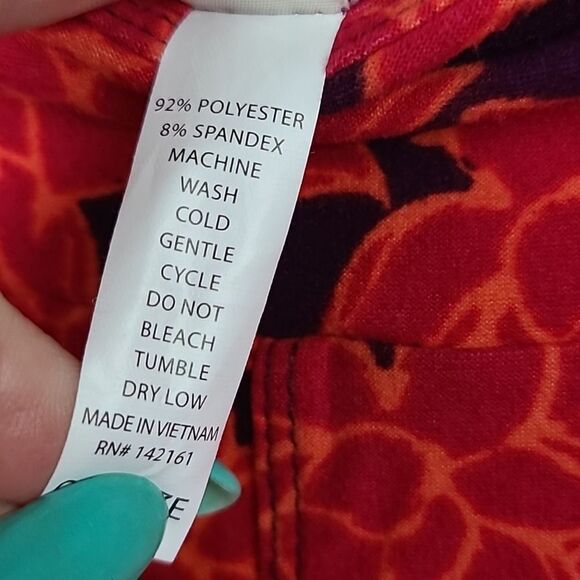 92% POLYESTER
8% SPANDEX
MACHINE
WASH
COLD
GENTLE
CYCLE
DO NOT
BLEACH
TUMBLE
DRY LOW
MADE IN VIETNAM
RN# 142161